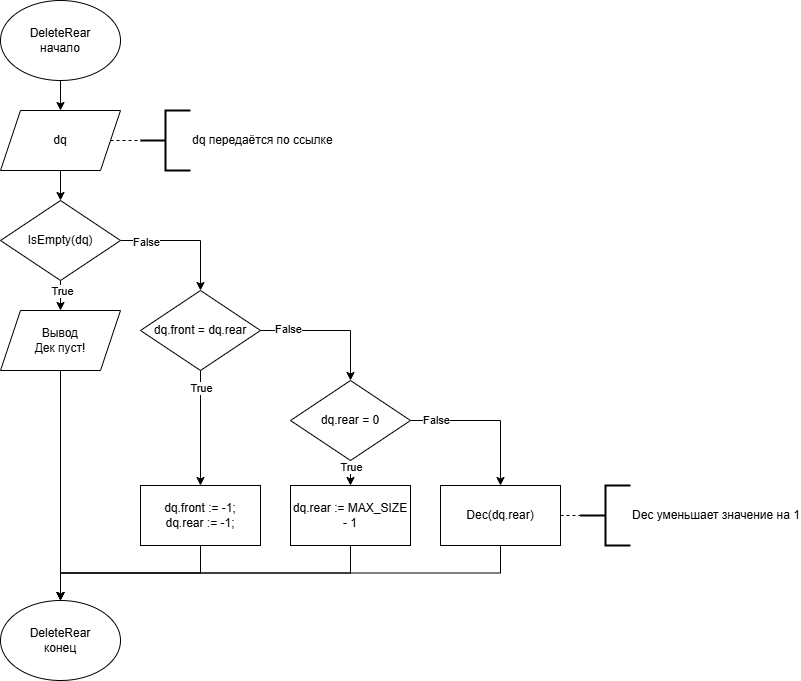 DeleteRear
начало
dq
dq передаётся по ссылке
IsEmpty(dq)
False
True
Вывод
Дек пуст!
dq.front = dq.rear
False
True
dq.rear = 0
False
True
dq.front := -1;
dq.rear := -1;
dq.rear := MAX_SIZE
- 1
Dec(dq.rear)
Dec уменьшает значение на 1
DeleteRear
конец